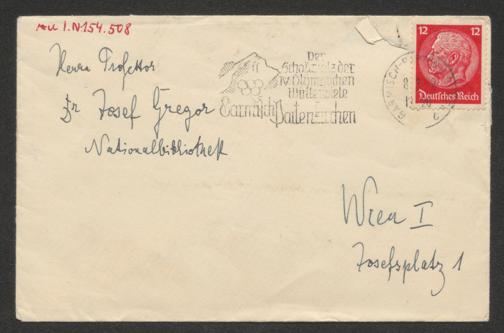 I.N.154.508
Herrn Professor
Dr Josef Gregor
Nationalbibliothek
Wien I
Josefsplatz 1
Der
Schauplatz der
IV. Olympischen
Winterspiele
Garmisch Partenkirchen
12 12
Deutsches Reich